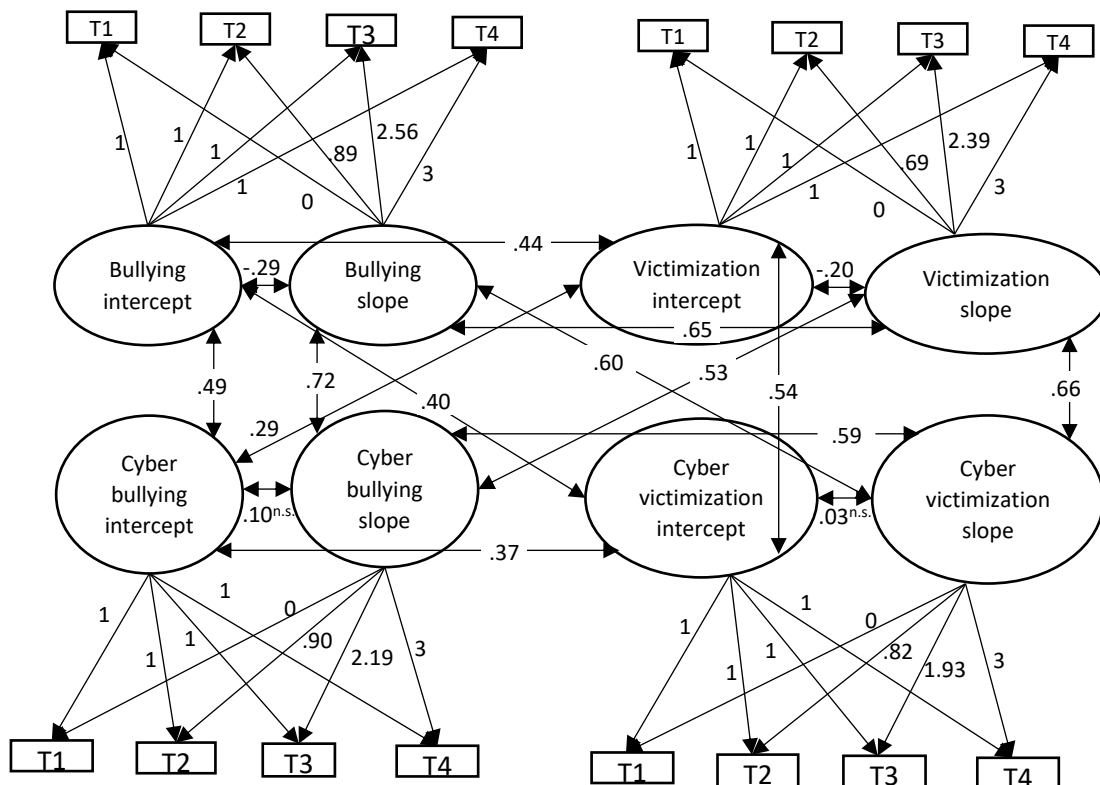 T1 T2 T3 T4 T1 T2 T3 T4
1 1 1 1 0 .89 2.56 3 1 1 1 1 0 .69 2.39 3
.44
Bullying
intercept
-.29
Bullying
slope
Victimization
intercept
-.20
Victimization
slope
.65
.49
.72
.60
.53
.54
.66
.40
.29
.59
Cyber
bullying
intercept
.10n.s.
Cyber
bullying
slope
Cyber
victimization
intercept
.03n.s.
Cyber
victimization
slope
.37
1 1 1 1 0 .90 2.19 3 1 1 1 1 0 .82 1.93 3
T1 T2 T3 T4 T1 T2 T3 T4